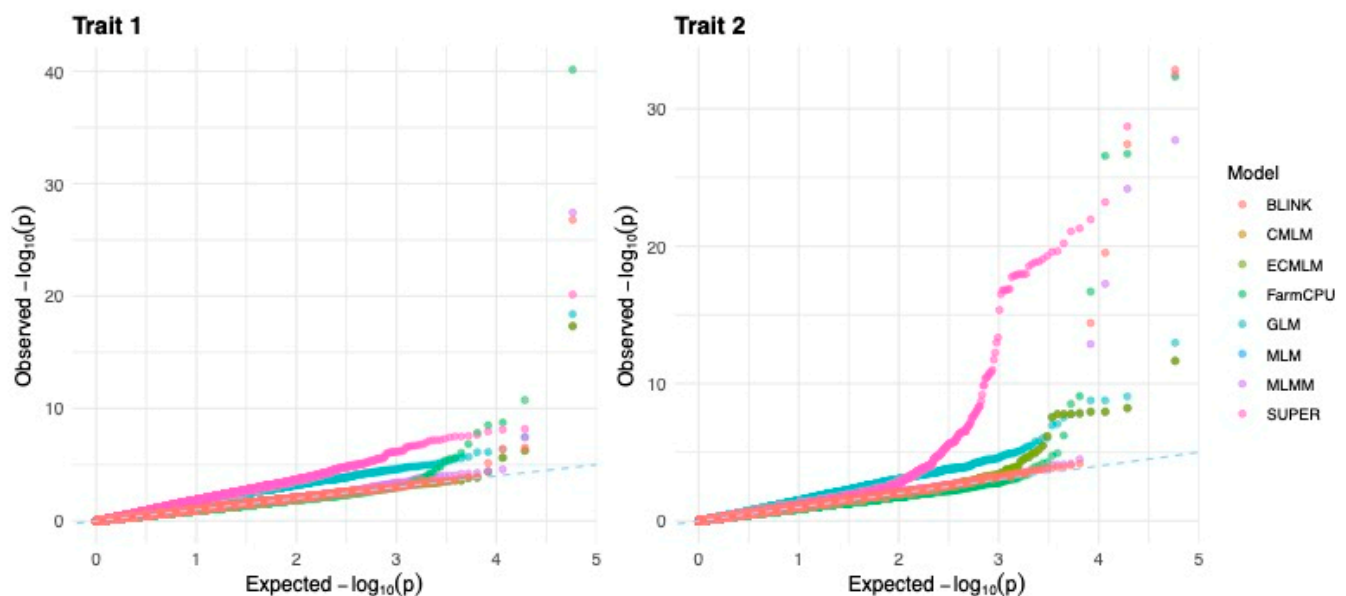 Trait 1
Trait 2
40
30
20
10
0
Observed −log₁₀(p)
0 1 2 3 4 5
Expected −log₁₀(p)
30
20
10
0
Observed −log₁₀(p)
0 1 2 3 4 5
Expected −log₁₀(p)
Model
BLINK
CMLM
ECMLM
FarmCPU
GLM
MLM
MLMM
SUPER